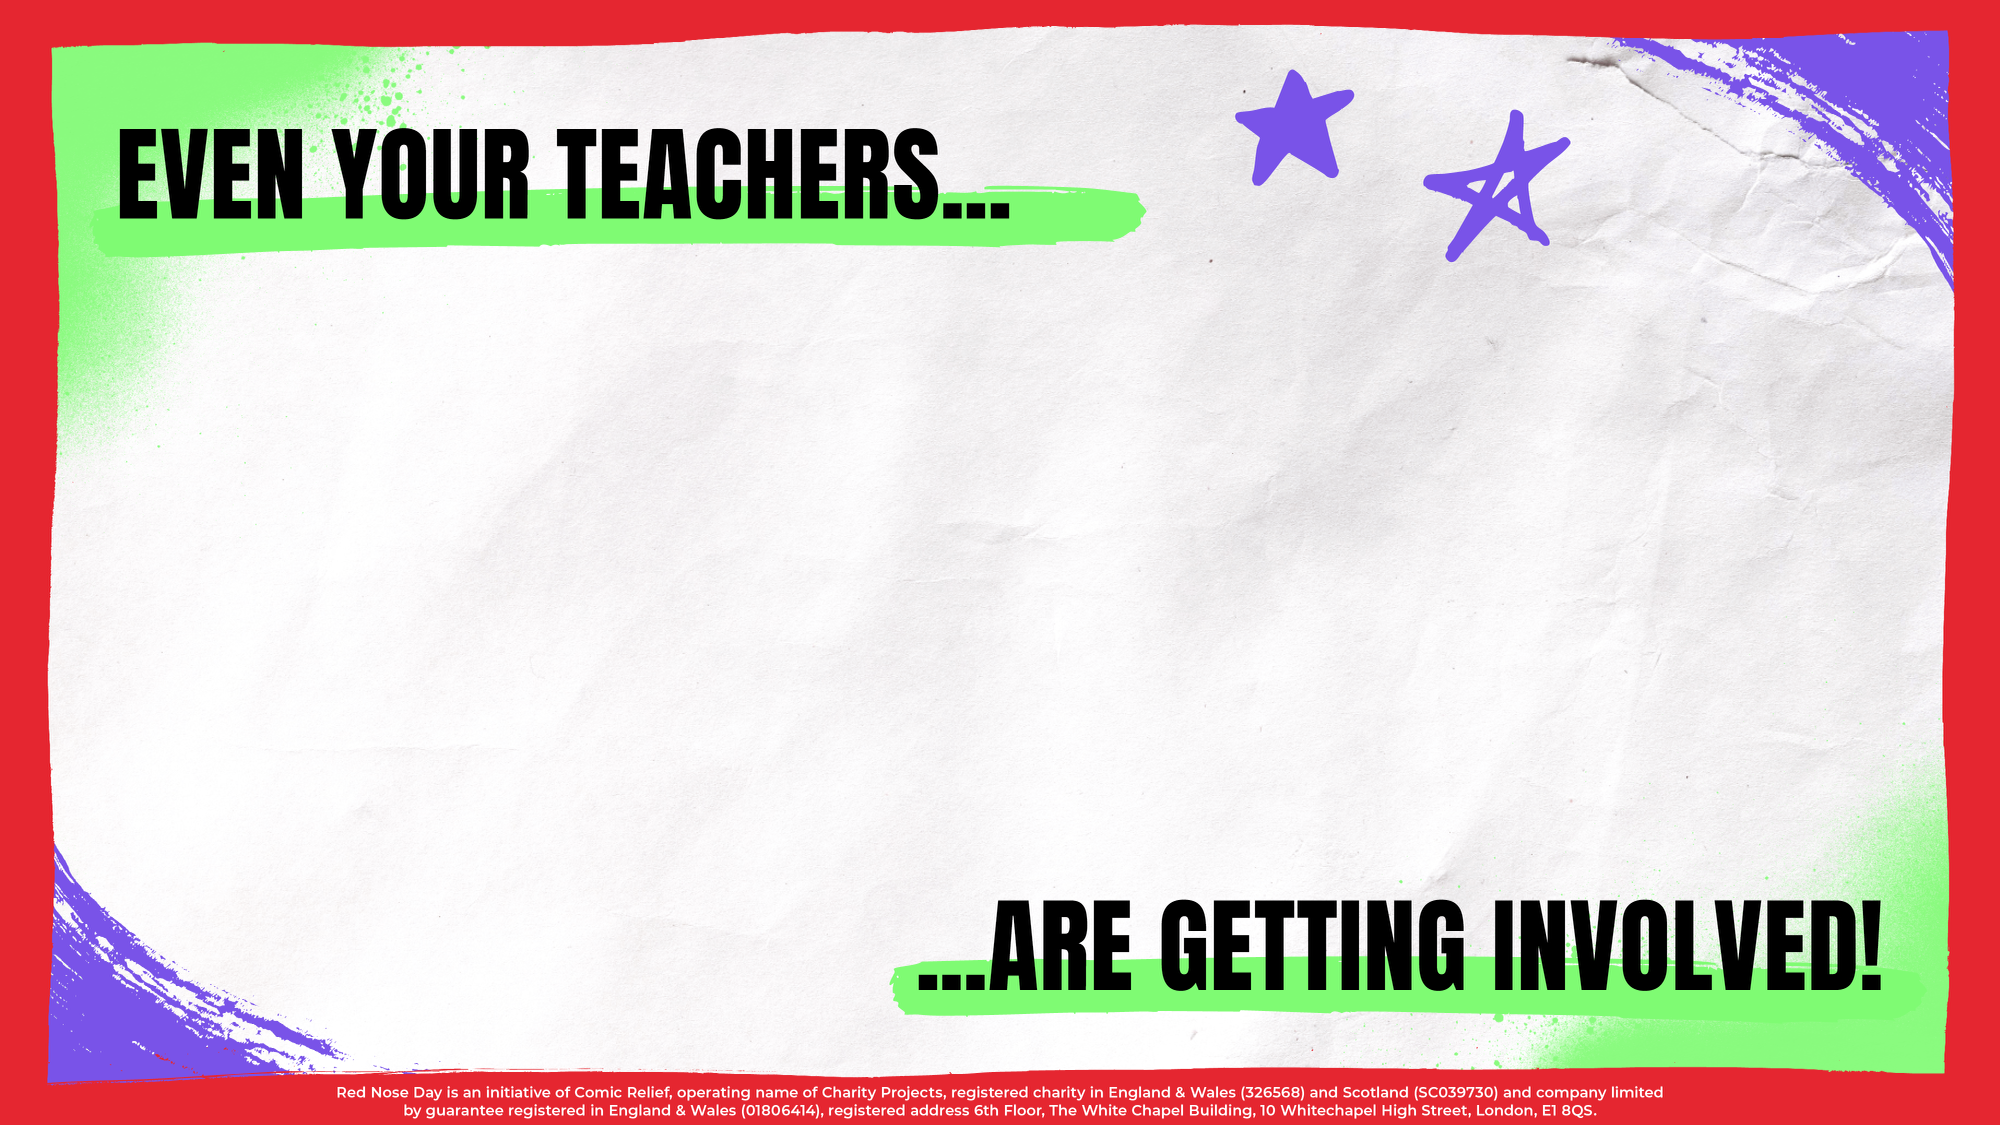 EVEN YOUR TEACHERS...
...ARE GETTING INVOLVED!
Red Nose Day is an initiative of Comic Relief, operating name of Charity Projects, registered charity in England & Wales (326568) and Scotland (SC039730) and company limited
by guarantee registered in England & Wales (01806414), registered address 6th Floor, The White Chapel Building, 10 Whitechapel High Street, London, E1 8QS.